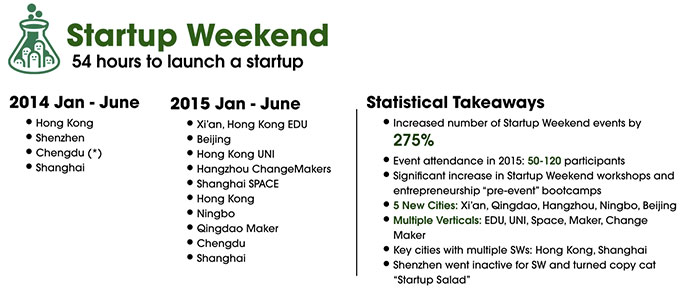 Startup Weekend
54 hours to launch a startup
2014 Jan - June
• Hong Kong
• Shenzhen
• Chengdu (*)
• Shanghai
2015 Jan - June
• Xi’an, Hong Kong EDU
• Beijing
• Hong Kong UNI
• Hangzhou ChangeMakers
• Shanghai SPACE
• Hong Kong
• Ningbo
• Qingdao Maker
• Chengdu
• Shanghai
Statistical Takeaways
• Increased number of Startup Weekend events by
275%
• Event attendance in 2015: 50-120 participants
• Significant increase in Startup Weekend workshops and
entrepreneurship “pre-event” bootcamps
• 5 New Cities: Xi’an, Qingdao, Hangzhou, Ningbo, Beijing
• Multiple Verticals: EDU, UNI, Space, Maker, Change
Maker
• Key cities with multiple SWs: Hong Kong, Shanghai
• Shenzhen went inactive for SW and turned copy cat
“Startup Salad”